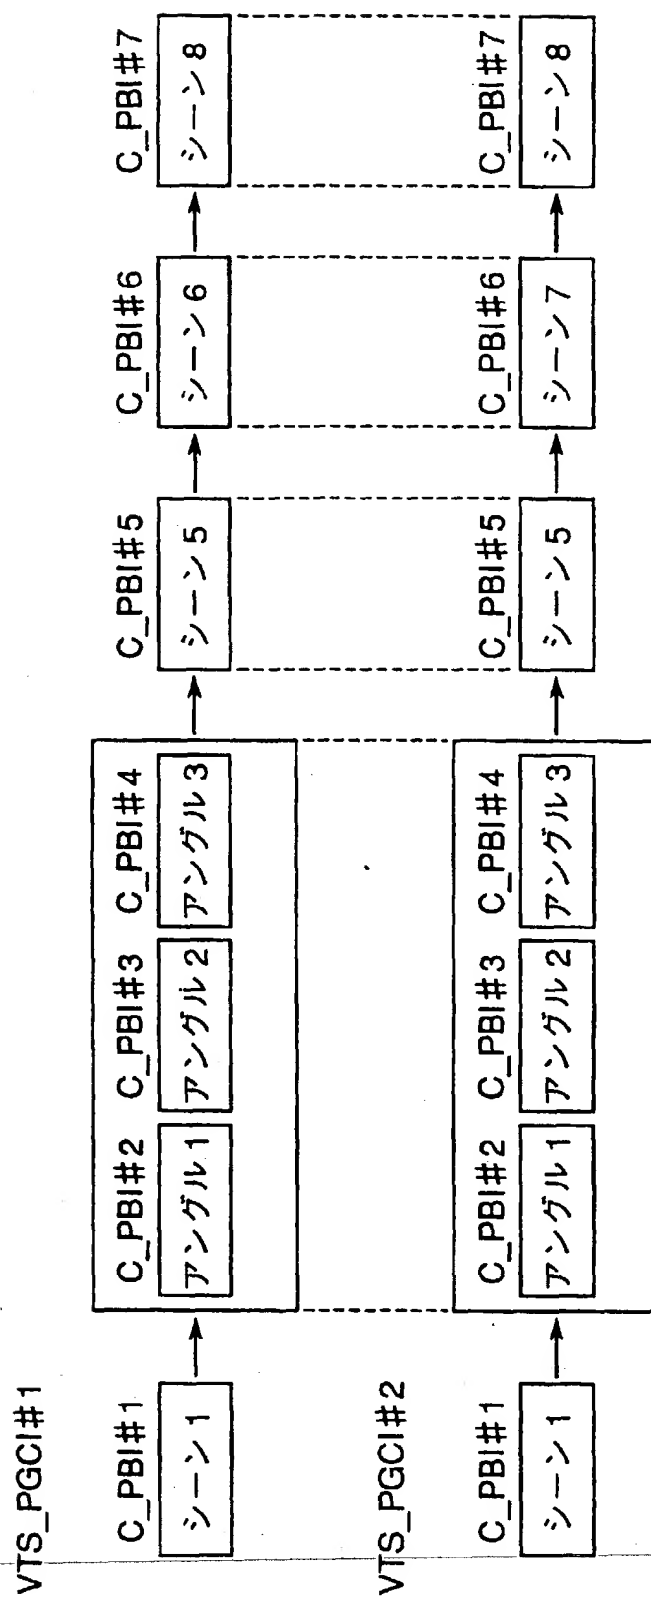 VTS_PGCI#1
C_PBI#1
シーン1
C_PBI#2
アングル1
C_PBI#3
アングル2
C_PBI#4
アングル3
C_PBI#5
シーン5
C_PBI#6
シーン6
C_PBI#7
シーン8
VTS_PGCI#2
C_PBI#1
シーン1
C_PBI#2
アングル1
C_PBI#3
アングル2
C_PBI#4
アングル3
C_PBI#5
シーン5
C_PBI#6
シーン7
C_PBI#7
シーン8